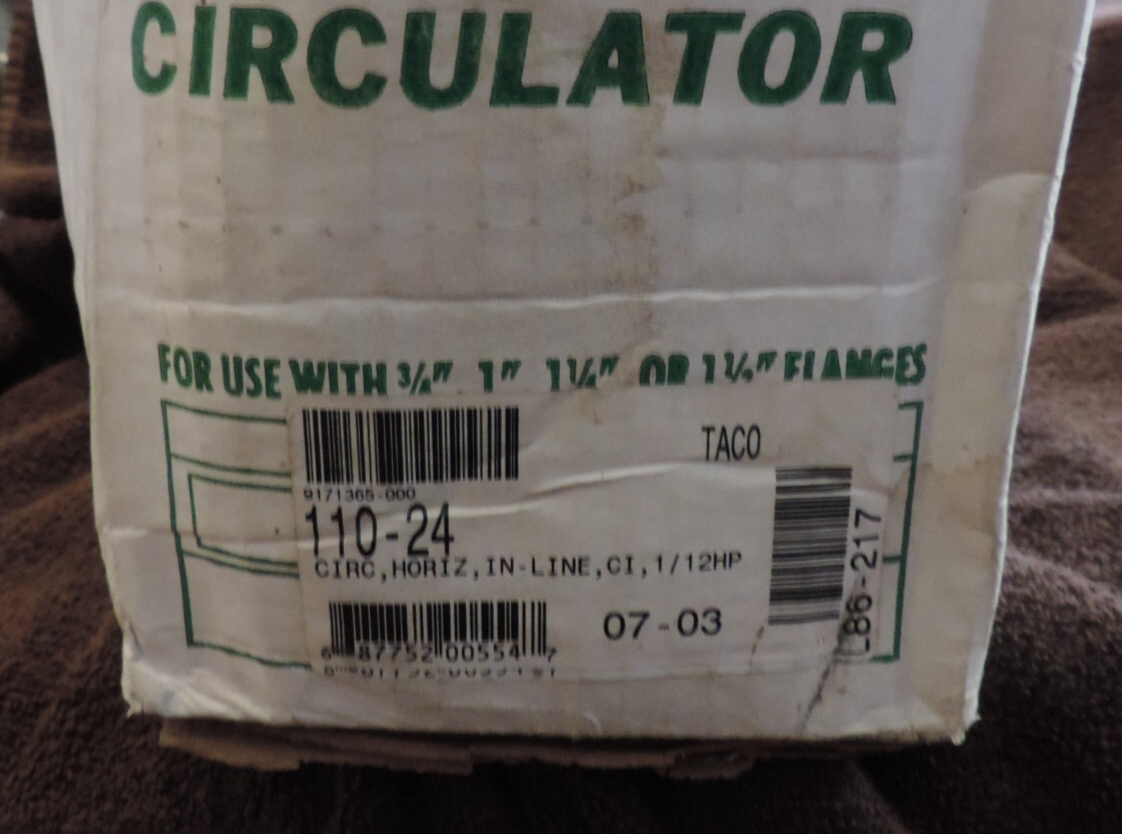 CIRCULATOR
FOR USE WITH 3/4" 1" 1 1/4" OR 1 1/2" FLANGES
TACO
9171365-000
110-24
CIRC,HORIZ,IN-LINE,CI,1/12HP
07-03
6 87752 00554 7
L86-217